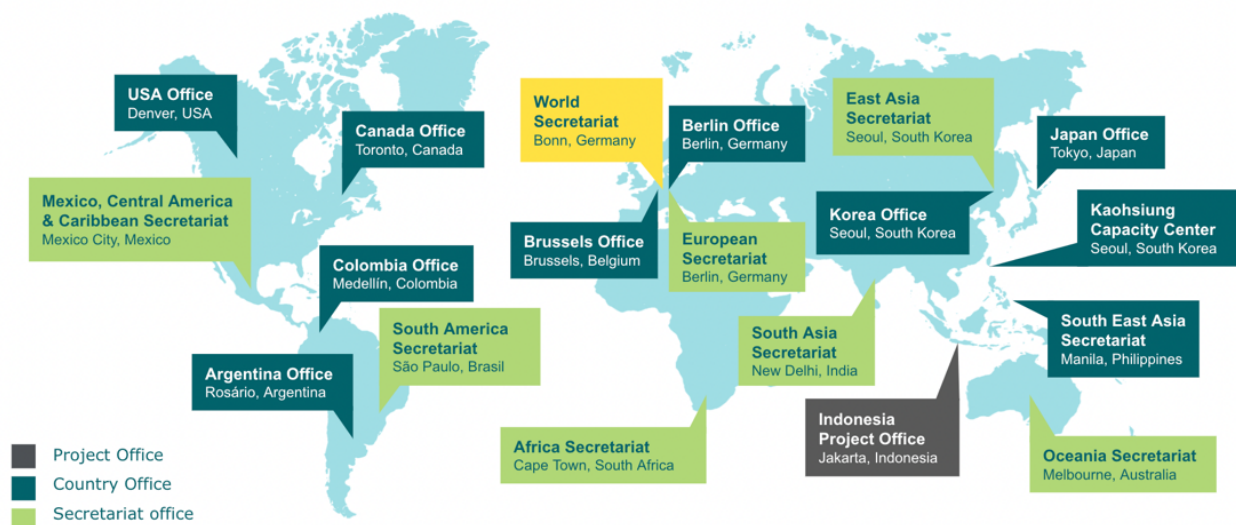 USA Office
Denver, USA
Canada Office
Toronto, Canada
World
Secretariat
Bonn, Germany
Berlin Office
Berlin, Germany
East Asia
Secretariat
Seoul, South Korea
Japan Office
Tokyo, Japan
Mexico, Central America
& Caribbean Secretariat
Mexico City, Mexico
Brussels Office
Brussels, Belgium
European
Secretariat
Berlin, Germany
Korea Office
Seoul, South Korea
Kaohsiung
Capacity Center
Seoul, South Korea
Colombia Office
Medellín, Colombia
South America
Secretariat
São Paulo, Brasil
South Asia
Secretariat
New Delhi, India
South East Asia
Secretariat
Manila, Philippines
Argentina Office
Rosário, Argentina
Africa Secretariat
Cape Town, South Africa
Indonesia
Project Office
Jakarta, Indonesia
Oceania Secretariat
Melbourne, Australia
Project Office
Country Office
Secretariat office